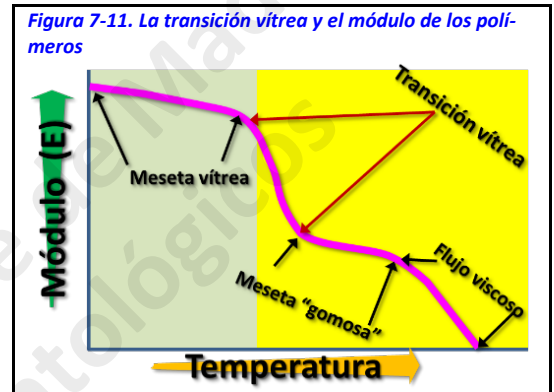 Figura 7-11. La transición vítrea y el módulo de los polí-
meros
Transición vítrea
Módulo (E)
Meseta vítrea
Flujo viscoso
Meseta "gomosa"
Temperatura